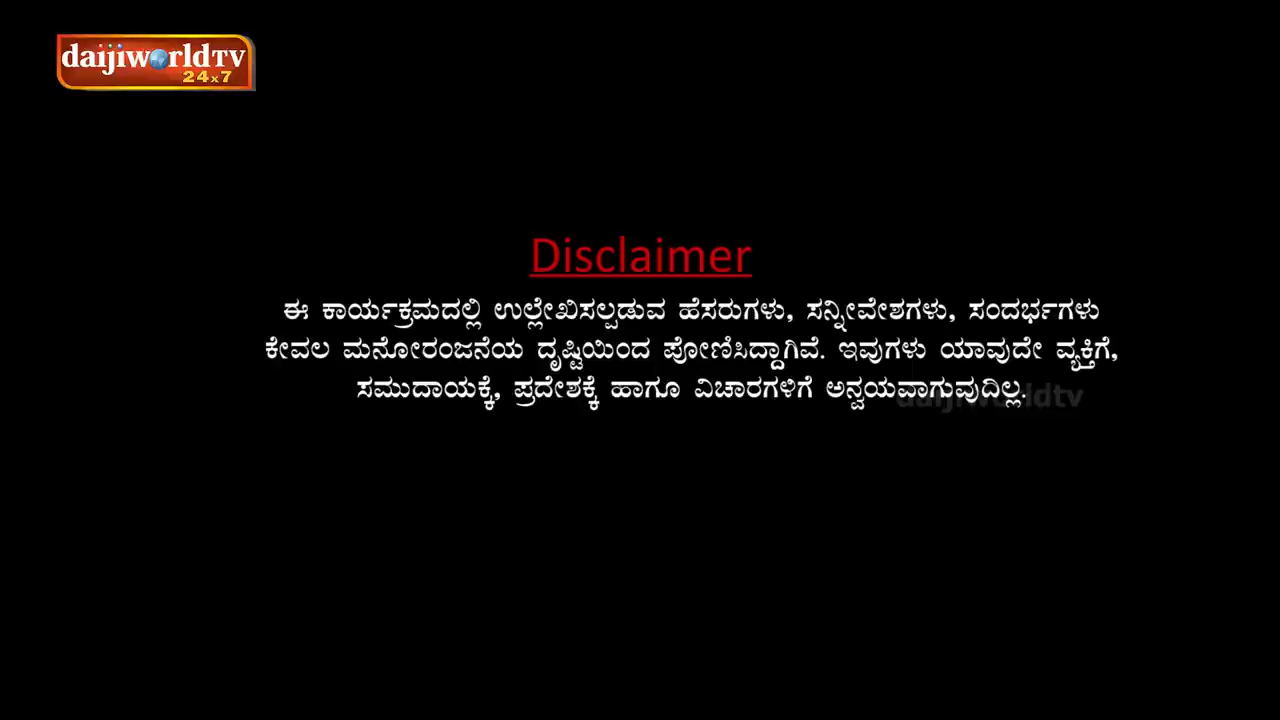 daijiworldTV
24x7
Disclaimer
ಈ ಕಾರ್ಯಕ್ರಮದಲ್ಲಿ ಉಲ್ಲೇಖಿಸಲ್ಪಡುವ ಹೆಸರುಗಳು, ಸನ್ನೀವೇಶಗಳು, ಸಂದರ್ಭಗಳು
ಕೇವಲ ಮನೋರಂಜನೆಯ ದೃಷ್ಟಿಯಿಂದ ಪೋಣಿಸಿದ್ದಾಗಿವೆ. ಇವುಗಳು ಯಾವುದೇ ವ್ಯಕ್ತಿಗೆ,
ಸಮುದಾಯಕ್ಕೆ, ಪ್ರದೇಶಕ್ಕೆ ಹಾಗೂ ವಿಚಾರಗಳಿಗೆ ಅನ್ವಯವಾಗುವುದಿಲ್ಲ.
daijiworldtv